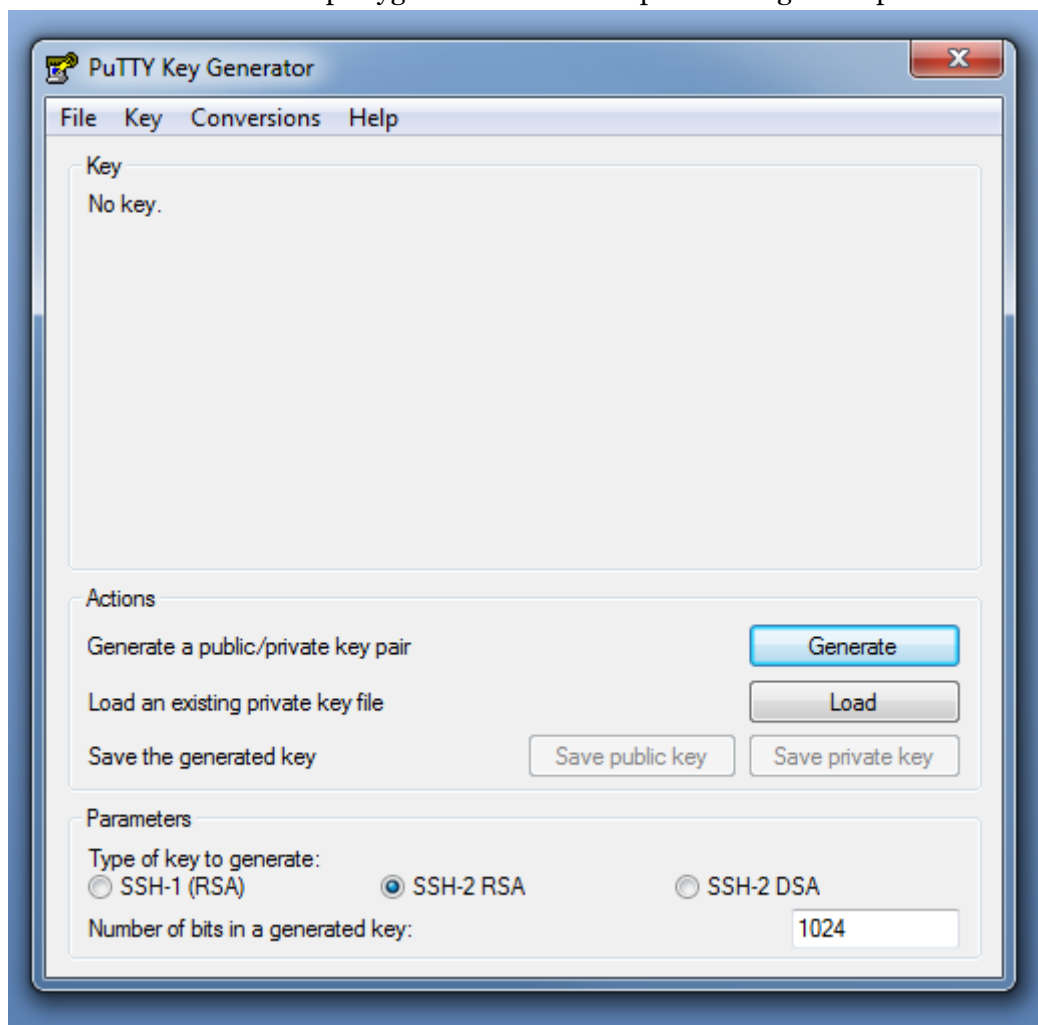 PuTTY Key Generator
File Key Conversions Help
Key
No key.
Actions
Generate a public/private key pair Generate
Load an existing private key file Load
Save the generated key Save public key Save private key
Parameters
Type of key to generate:
SSH-1 (RSA) SSH-2 RSA SSH-2 DSA
Number of bits in a generated key: 1024